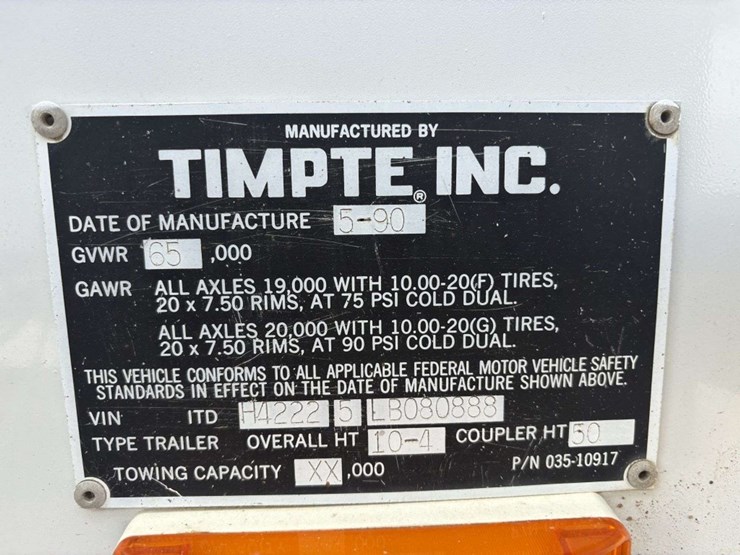 MANUFACTURED BY
TIMPTE® INC.
DATE OF MANUFACTURE 5-90
GVWR 65 ,000
GAWR ALL AXLES 19,000 WITH 10.00-20(F) TIRES,
20 x 7.50 RIMS, AT 75 PSI COLD DUAL.
ALL AXLES 20,000 WITH 10.00-20(G) TIRES,
20 x 7.50 RIMS, AT 90 PSI COLD DUAL.
THIS VEHICLE CONFORMS TO ALL APPLICABLE FEDERAL MOTOR VEHICLE SAFETY
STANDARDS IN EFFECT ON THE DATE OF MANUFACTURE SHOWN ABOVE.
VIN ITD H4222 5 LB080888
TYPE TRAILER OVERALL HT 10-4 COUPLER HT 50
TOWING CAPACITY XX ,000 P/N 035-10917